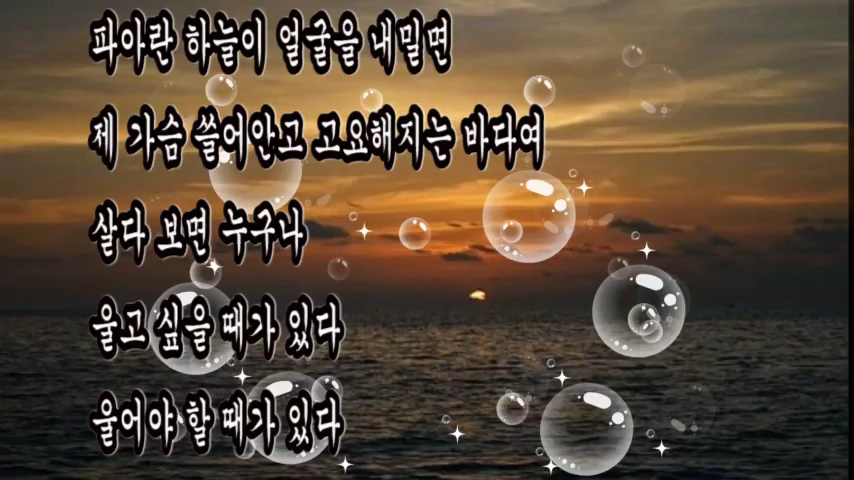 파아란 하늘이 얼굴을 내밀면
제 가슴 쓸어안고 고요해지는 바다여
살다 보면 누구나
울고 싶을 때가 있다
울어야 할 때가 있다